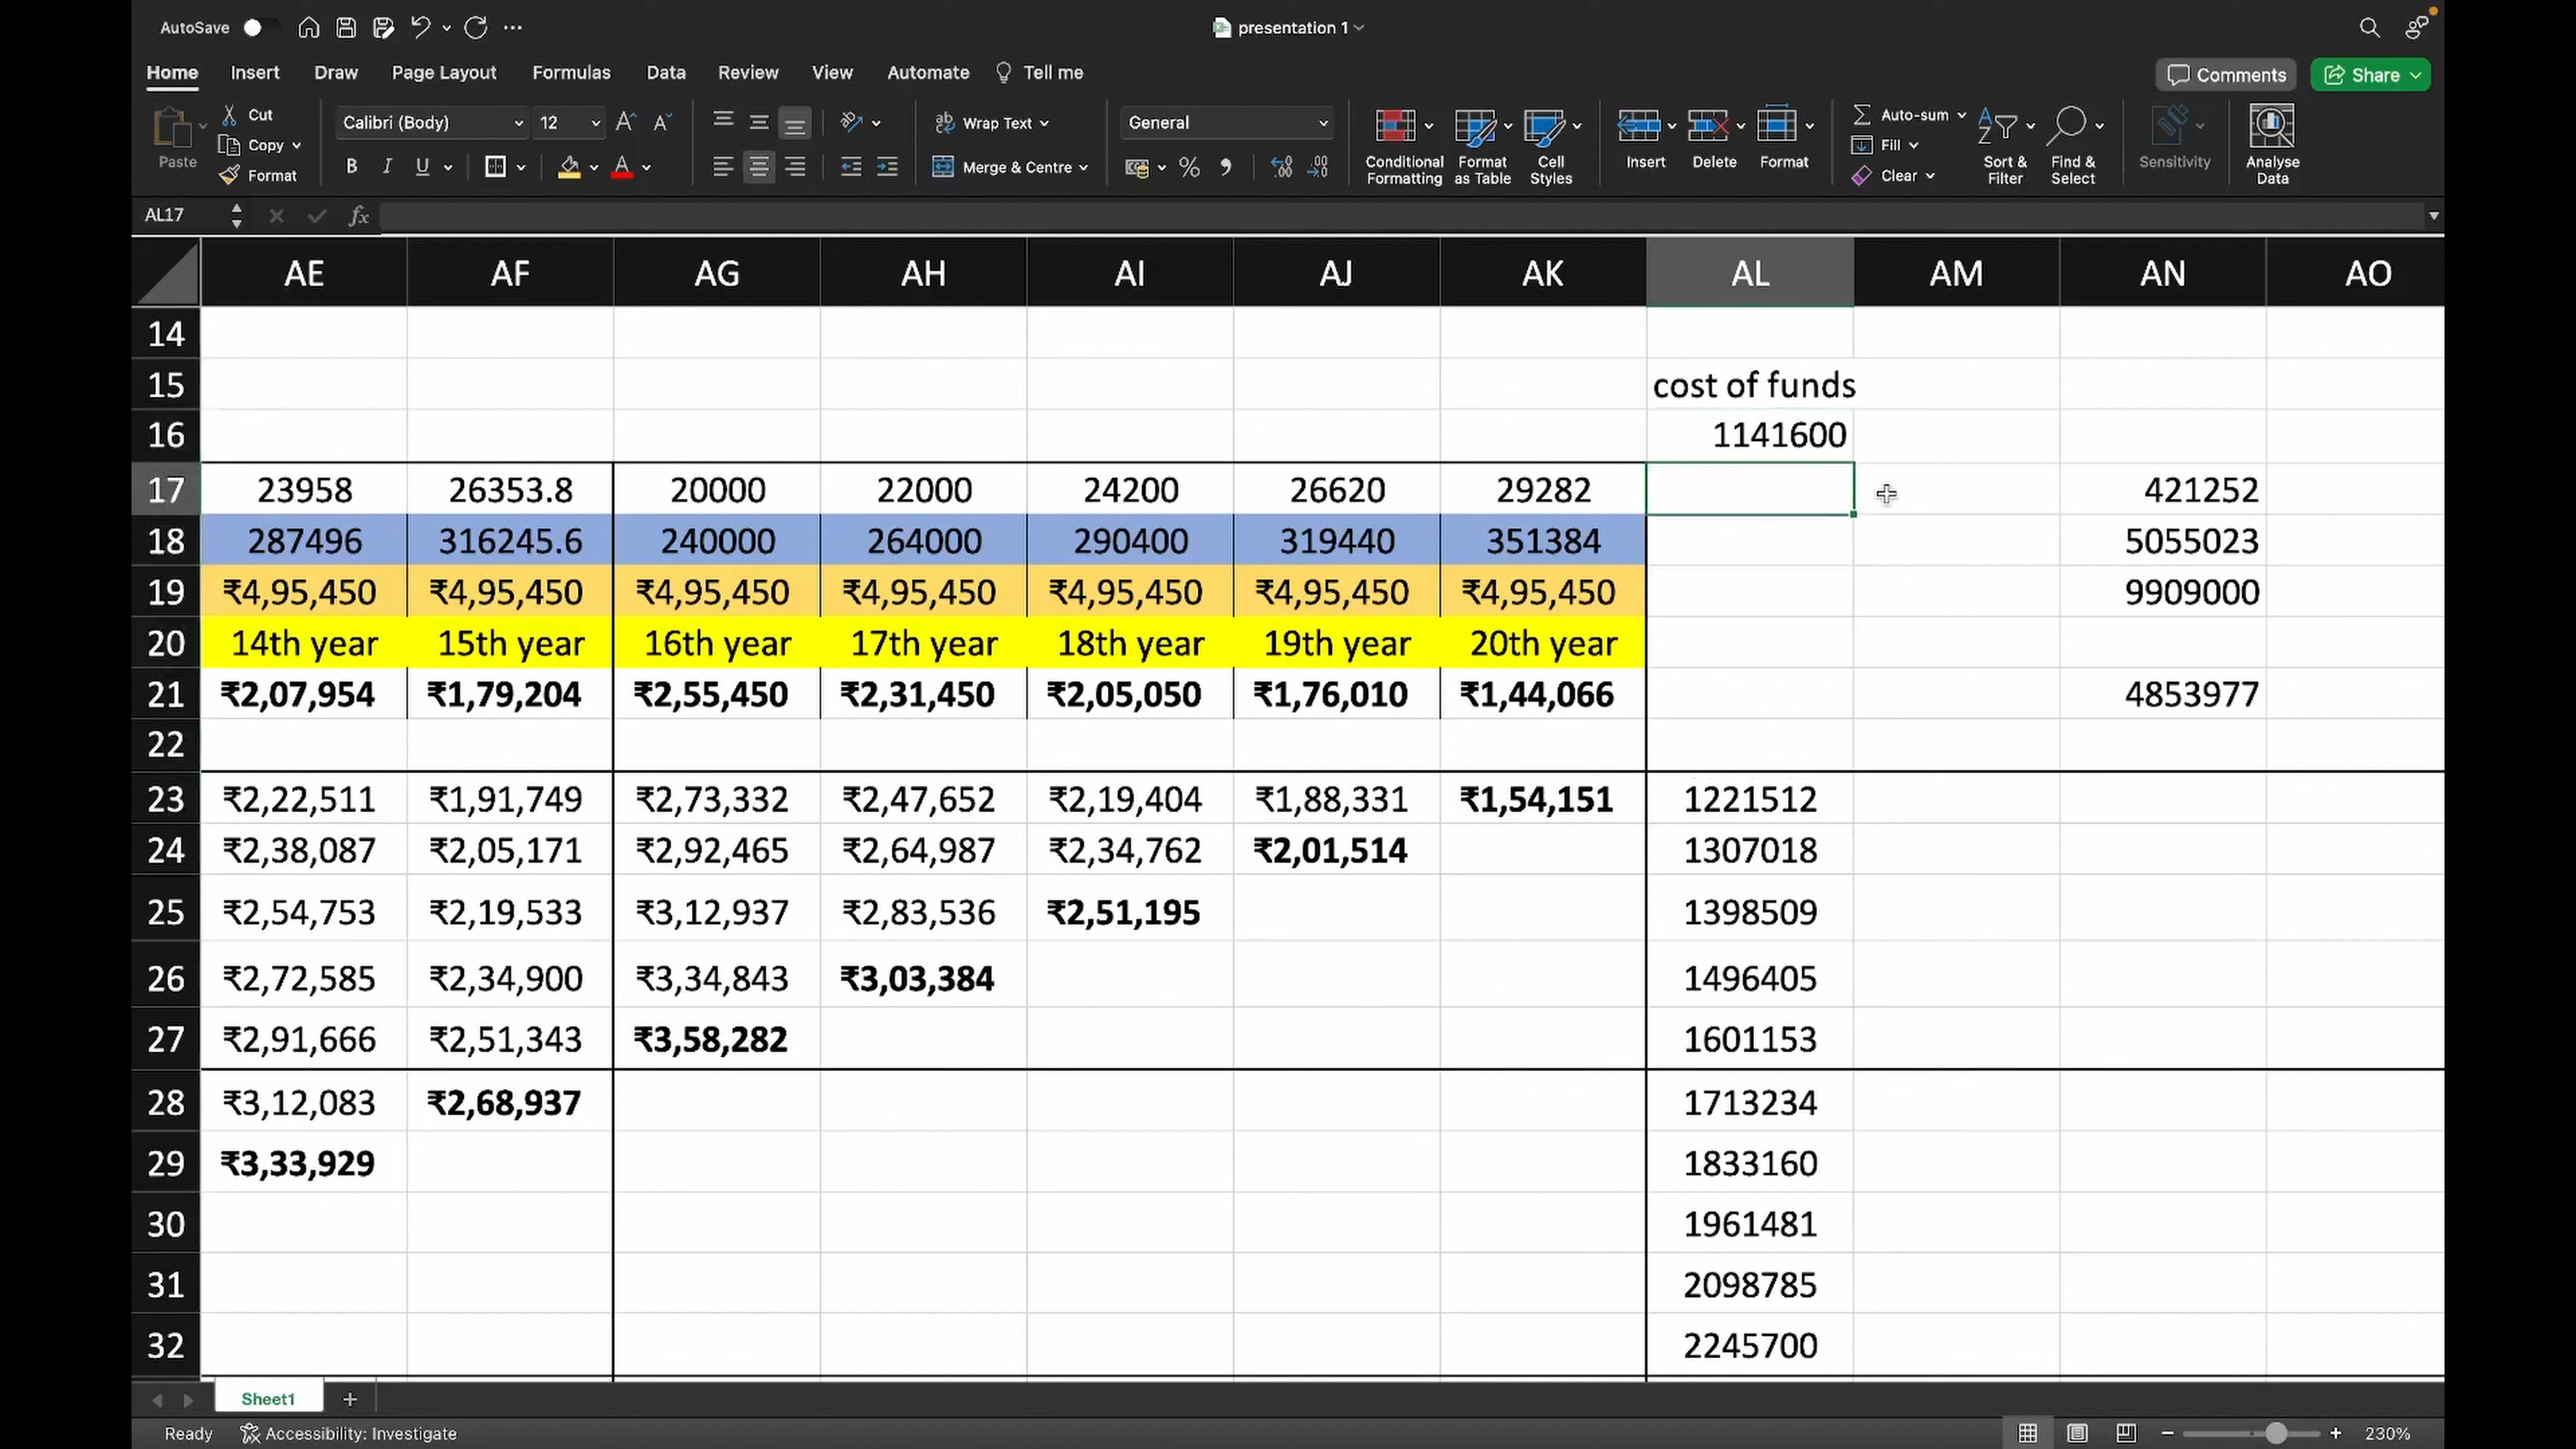 AutoSave
presentation 1
Home Insert Draw Page Layout Formulas Data Review View Automate Tell me
Comments Share
Paste
Cut
Copy
Format
Calibri (Body) 12
B I U
Wrap Text
Merge & Centre
General
Conditional Formatting
Format as Table
Cell Styles
Insert
Delete
Format
Auto-sum
Fill
Clear
Sort & Filter
Find & Select
Sensitivity
Analyse Data
AL17 fx
AE AF AG AH AI AJ AK AL AM AN AO
14
15 cost of funds
16 1141600
17 23958 26353.8 20000 22000 24200 26620 29282 421252
18 287496 316245.6 240000 264000 290400 319440 351384 5055023
19 ₹4,95,450 ₹4,95,450 ₹4,95,450 ₹4,95,450 ₹4,95,450 ₹4,95,450 ₹4,95,450 9909000
20 14th year 15th year 16th year 17th year 18th year 19th year 20th year
21 ₹2,07,954 ₹1,79,204 ₹2,55,450 ₹2,31,450 ₹2,05,050 ₹1,76,010 ₹1,44,066 4853977
22
23 ₹2,22,511 ₹1,91,749 ₹2,73,332 ₹2,47,652 ₹2,19,404 ₹1,88,331 ₹1,54,151 1221512
24 ₹2,38,087 ₹2,05,171 ₹2,92,465 ₹2,64,987 ₹2,34,762 ₹2,01,514 1307018
25 ₹2,54,753 ₹2,19,533 ₹3,12,937 ₹2,83,536 ₹2,51,195 1398509
26 ₹2,72,585 ₹2,34,900 ₹3,34,843 ₹3,03,384 1496405
27 ₹2,91,666 ₹2,51,343 ₹3,58,282 1601153
28 ₹3,12,083 ₹2,68,937 1713234
29 ₹3,33,929 1833160
30 1961481
31 2098785
32 2245700
Sheet1
Ready Accessibility: Investigate 230%